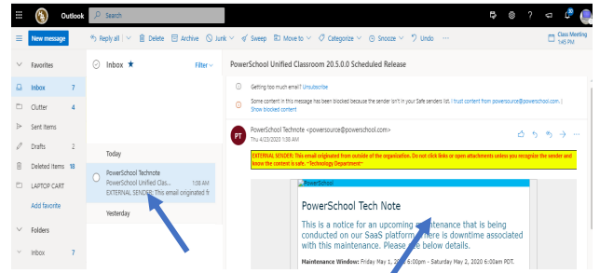 Outlook
Search
New message
Reply all
Delete
Archive
Junk
Sweep
Move to
Categorize
Snooze
Undo
Class Meeting
1:45 PM
Favorites
Inbox 7
Clutter 4
Sent Items
Drafts 2
Deleted Items 18
LAPTOP CART
Add favorite
Folders
Inbox 7
Inbox ★
Filter
Today
PowerSchool Technote
PowerSchool Unified Clas... 1:38 AM
EXTERNAL SENDER: This email originated fr
Yesterday
PowerSchool Unified Classroom 20.5.0.0 Scheduled Release
Getting too much email? Unsubscribe
Some content in this message has been blocked because the sender isn't in your Safe senders list. I trust content from powersource@powerschool.com. |
Show blocked content
PT
PowerSchool Technote <powersource@powerschool.com>
Thu 4/23/2020 1:38 AM
EXTERNAL SENDER: This email originated from outside of the organization. Do not click links or open attachments unless you recognize the sender and
know the content is safe. -Technology Department-
PowerSchool
PowerSchool Tech Note
This is a notice for an upcoming maintenance that is being
conducted on our SaaS platform. There is downtime associated
with this maintenance. Please see below details.
Maintenance Window: Friday May 1, 2020 6:00pm - Saturday May 2, 2020 6:00am PDT.